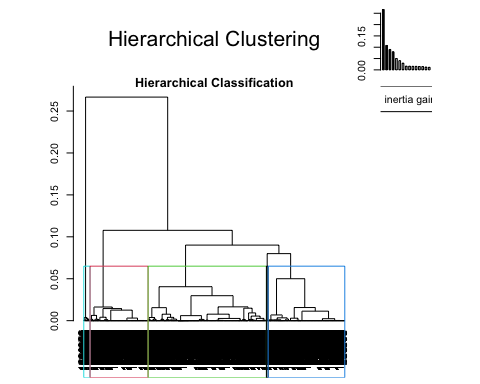 Hierarchical Clustering
0.15
0.00
inertia gai
Hierarchical Classification
0.25
0.20
0.15
0.10
0.05
0.00